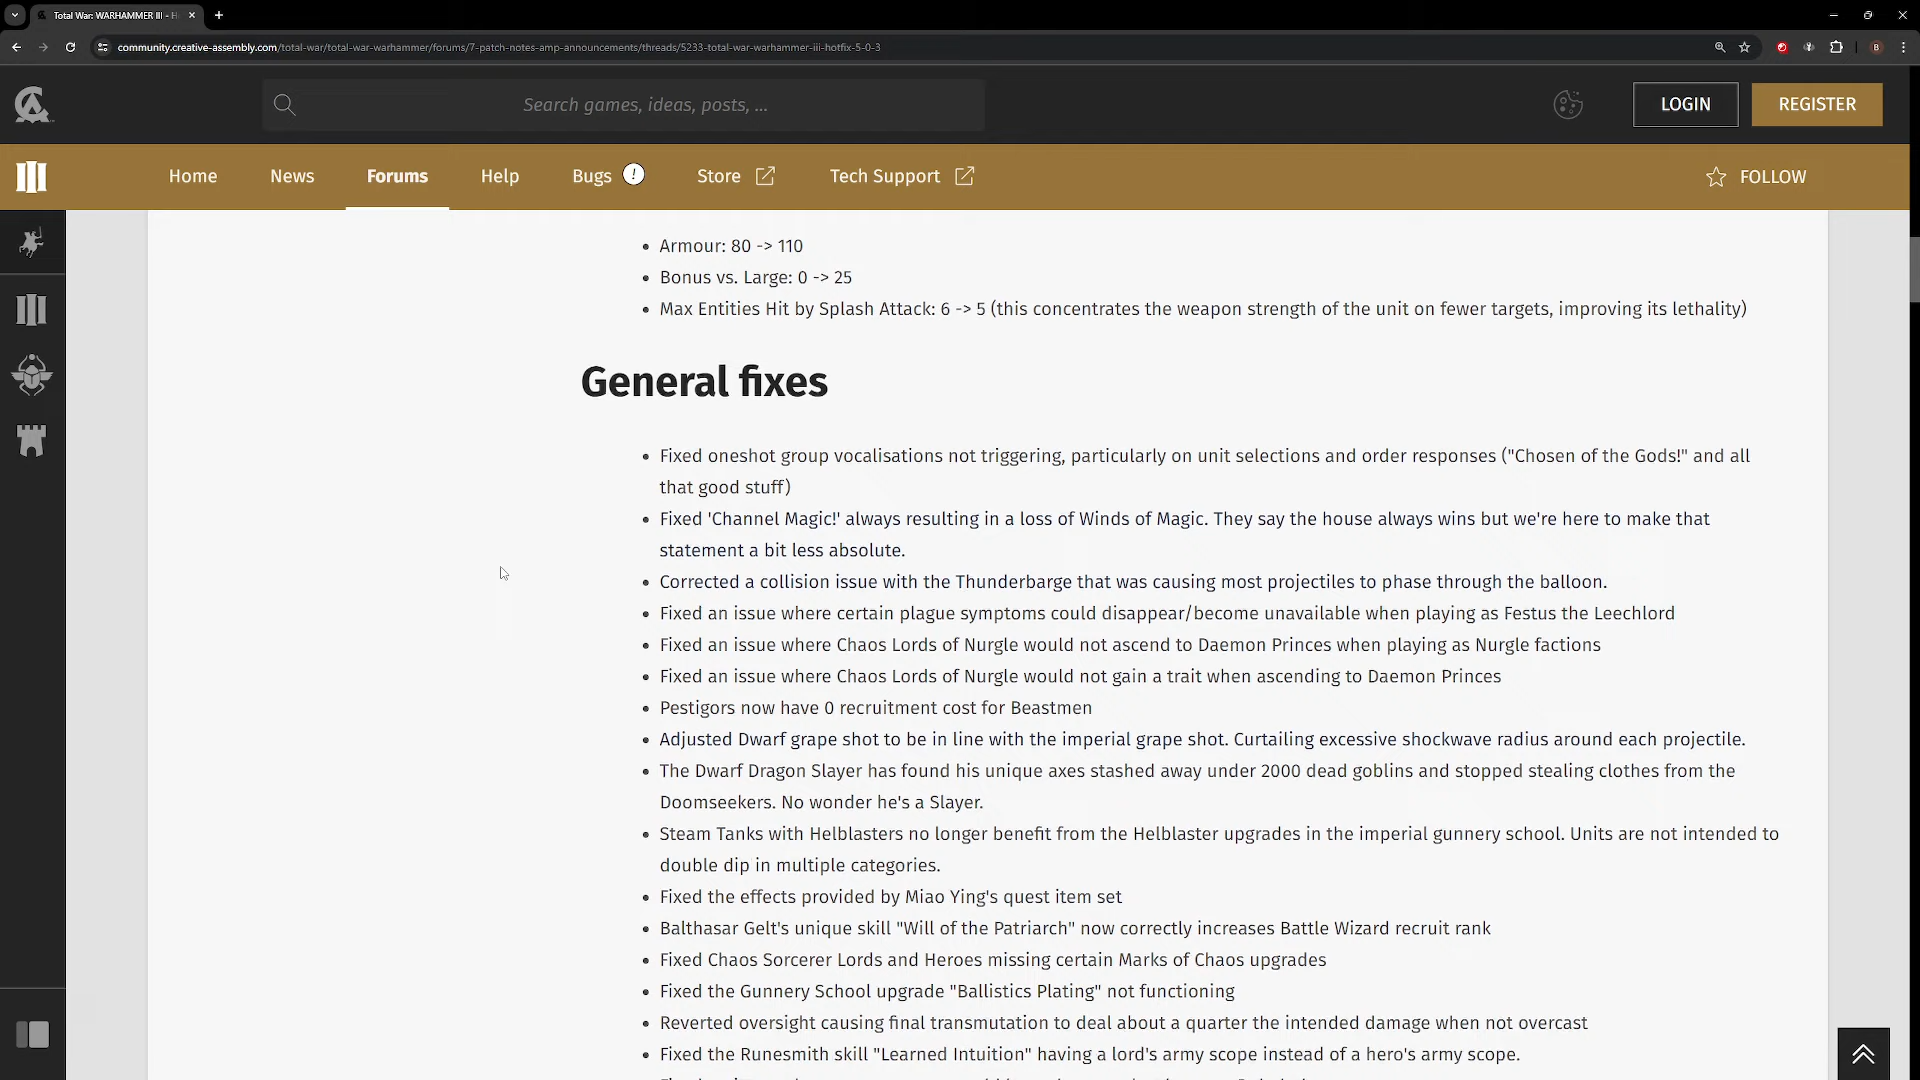 Total War: WARHAMMER III - H
community.creative-assembly.com/total-war/total-war-warhammer/forums/7-patch-notes-amp-announcements/threads/5233-total-war-warhammer-iii-hotfix-5-0-3
B
Search games, ideas, posts, ...
LOGIN
REGISTER
Home
News
Forums
Help
Bugs
!
Store
Tech Support
FOLLOW
• Armour: 80 -> 110
• Bonus vs. Large: 0 -> 25
• Max Entities Hit by Splash Attack: 6 -> 5 (this concentrates the weapon strength of the unit on fewer targets, improving its lethality)
General fixes
• Fixed oneshot group vocalisations not triggering, particularly on unit selections and order responses ("Chosen of the Gods!" and all
that good stuff)
• Fixed 'Channel Magic!' always resulting in a loss of Winds of Magic. They say the house always wins but we're here to make that
statement a bit less absolute.
• Corrected a collision issue with the Thunderbarge that was causing most projectiles to phase through the balloon.
• Fixed an issue where certain plague symptoms could disappear/become unavailable when playing as Festus the Leechlord
• Fixed an issue where Chaos Lords of Nurgle would not ascend to Daemon Princes when playing as Nurgle factions
• Fixed an issue where Chaos Lords of Nurgle would not gain a trait when ascending to Daemon Princes
• Pestigors now have 0 recruitment cost for Beastmen
• Adjusted Dwarf grape shot to be in line with the imperial grape shot. Curtailing excessive shockwave radius around each projectile.
• The Dwarf Dragon Slayer has found his unique axes stashed away under 2000 dead goblins and stopped stealing clothes from the
Doomseekers. No wonder he's a Slayer.
• Steam Tanks with Helblasters no longer benefit from the Helblaster upgrades in the imperial gunnery school. Units are not intended to
double dip in multiple categories.
• Fixed the effects provided by Miao Ying's quest item set
• Balthasar Gelt's unique skill "Will of the Patriarch" now correctly increases Battle Wizard recruit rank
• Fixed Chaos Sorcerer Lords and Heroes missing certain Marks of Chaos upgrades
• Fixed the Gunnery School upgrade "Ballistics Plating" not functioning
• Reverted oversight causing final transmutation to deal about a quarter the intended damage when not overcast
• Fixed the Runesmith skill "Learned Intuition" having a lord's army scope instead of a hero's army scope.